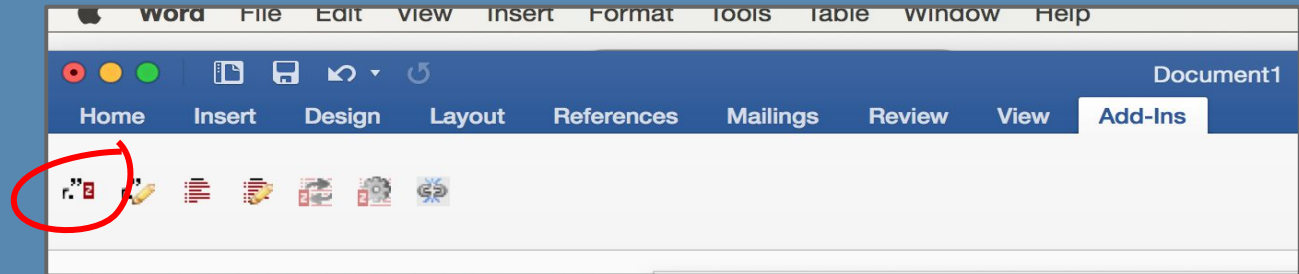 Word File Edit View Insert Format Tools Table Window Help
Document1
Home Insert Design Layout References Mailings Review View Add-Ins
r.” z